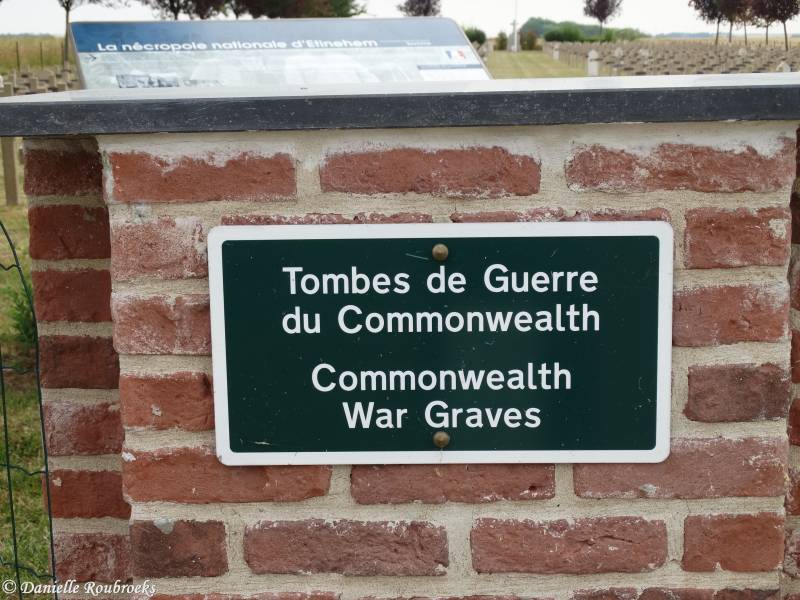 La nécropole nationale d'Etinehem
Tombes de Guerre
du Commonwealth
Commonwealth
War Graves
©Danielle Roubroeks